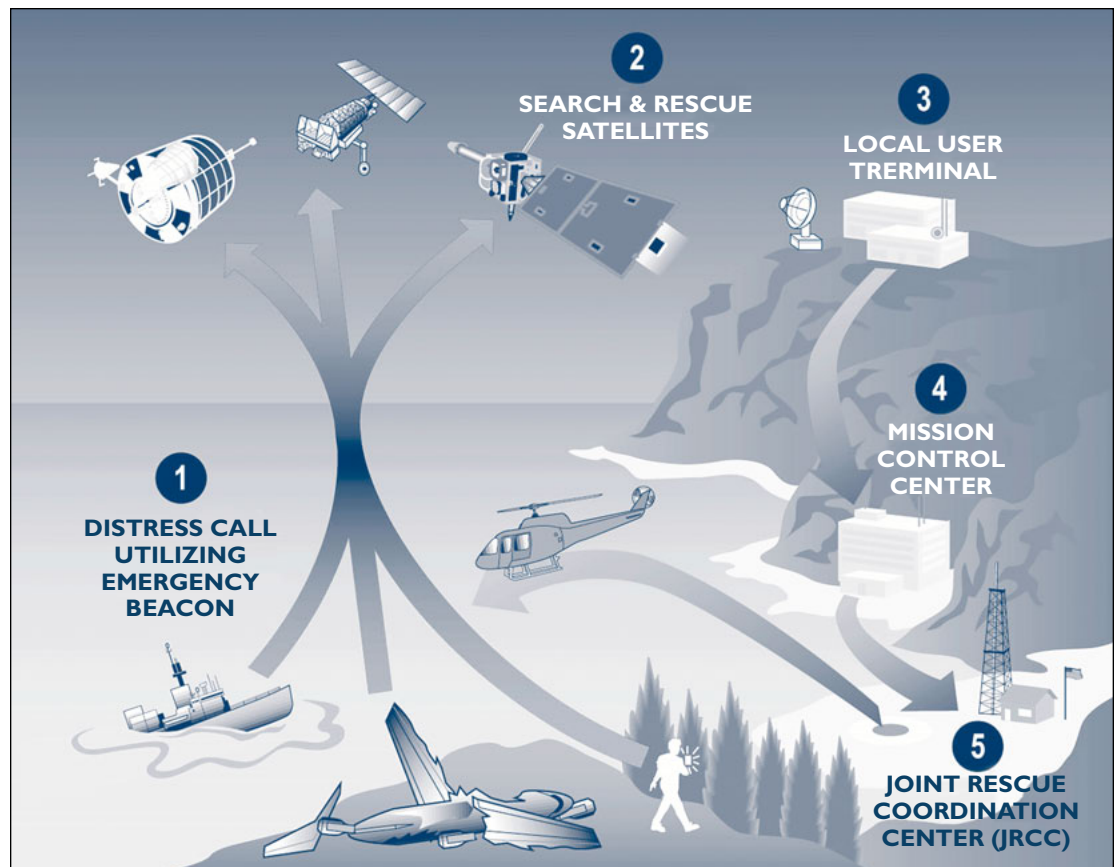 1
DISTRESS CALL
UTILIZING
EMERGENCY
BEACON
2
SEARCH & RESCUE
SATELLITES
3
LOCAL USER
TRERMINAL
4
MISSION
CONTROL
CENTER
5
JOINT RESCUE
COORDINATION
CENTER (JRCC)